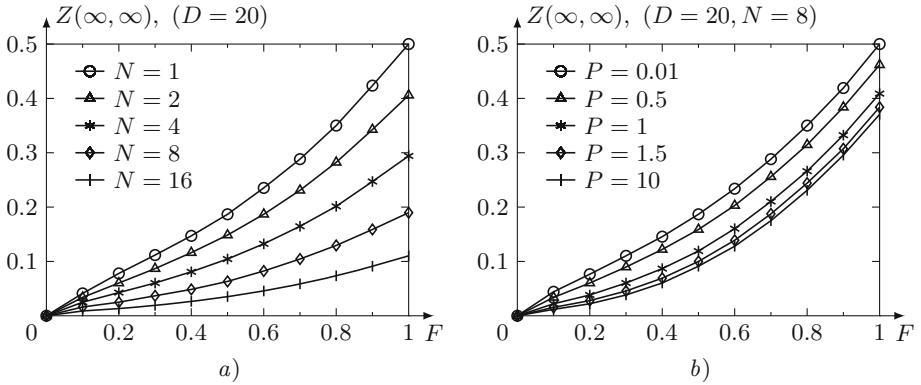 Z(∞, ∞), (D = 20)
0.5
0.4
0.3
0.2
0.1
0
0.2
0.4
0.6
0.8
1
F
N = 1
N = 2
N = 4
N = 8
N = 16
a)
Z(∞, ∞), (D = 20, N = 8)
0.5
0.4
0.3
0.2
0.1
0
0.2
0.4
0.6
0.8
1
F
P = 0.01
P = 0.5
P = 1
P = 1.5
P = 10
b)